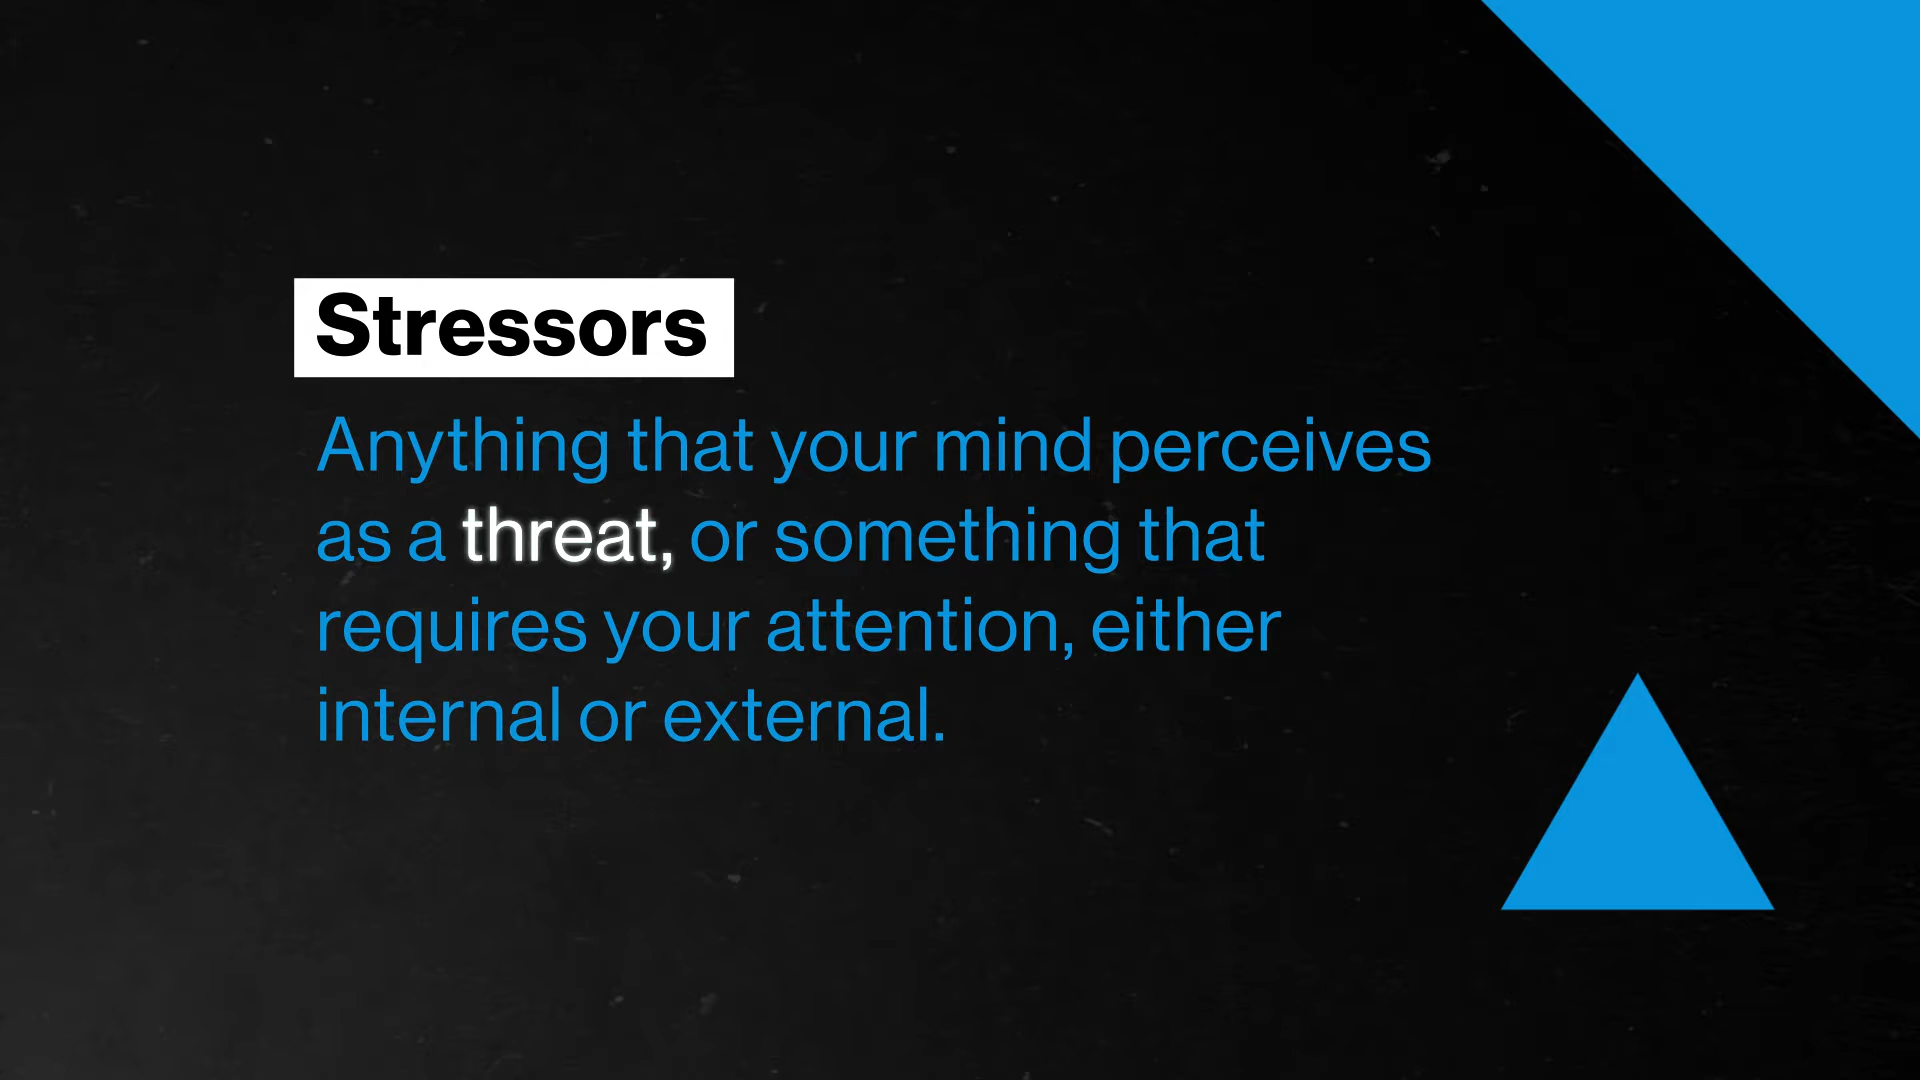 Stressors
Anything that your mind perceives
as a threat, or something that
requires your attention, either
internal or external.